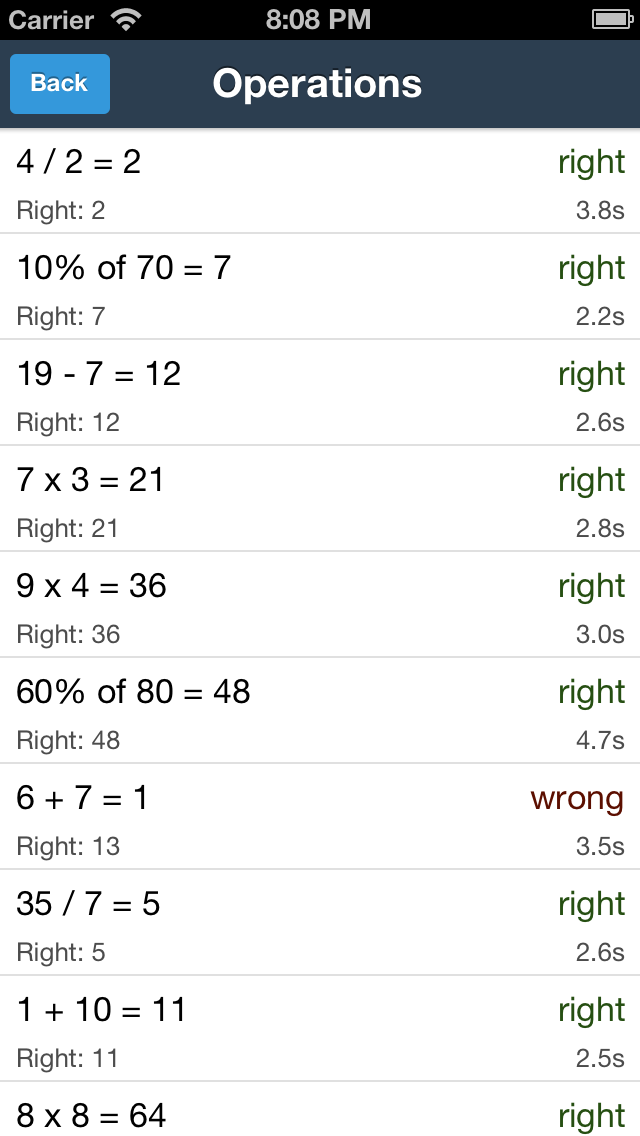 Carrier 8:08 PM
Back Operations
4 / 2 = 2 right
Right: 2 3.8s
10% of 70 = 7 right
Right: 7 2.2s
19 - 7 = 12 right
Right: 12 2.6s
7 x 3 = 21 right
Right: 21 2.8s
9 x 4 = 36 right
Right: 36 3.0s
60% of 80 = 48 right
Right: 48 4.7s
6 + 7 = 1 wrong
Right: 13 3.5s
35 / 7 = 5 right
Right: 5 2.6s
1 + 10 = 11 right
Right: 11 2.5s
8 x 8 = 64 right